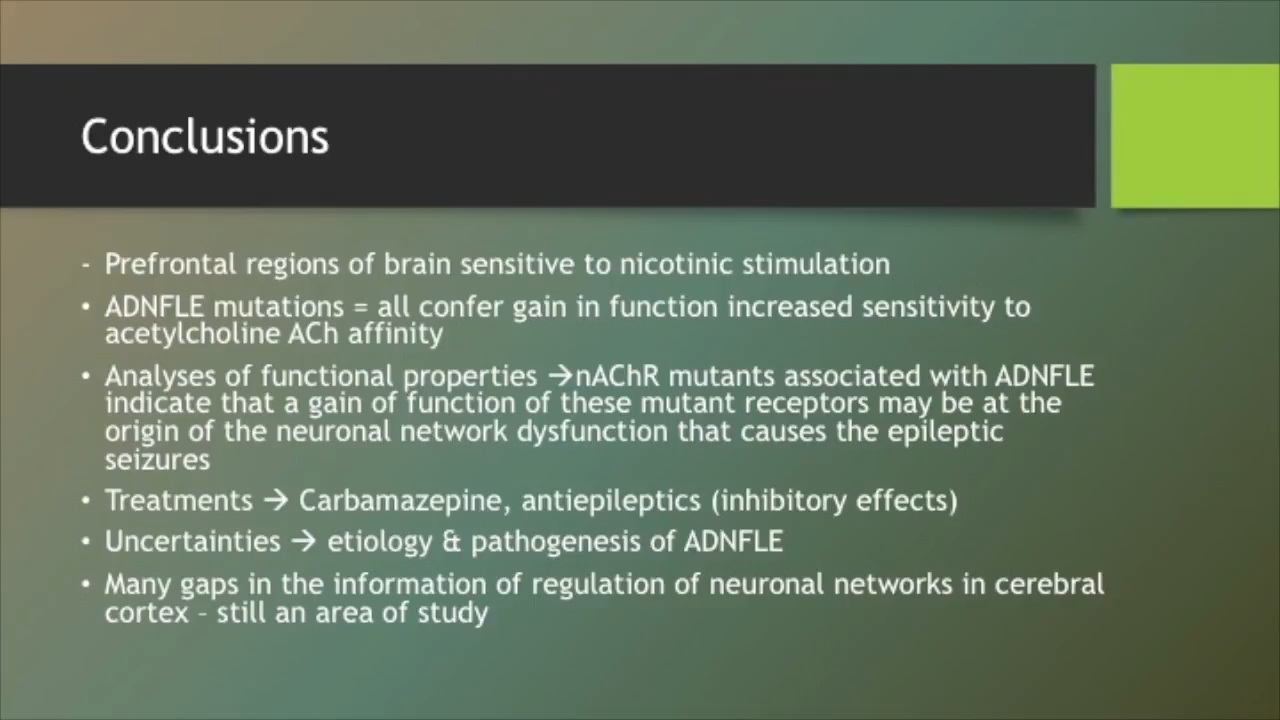 Conclusions
- Prefrontal regions of brain sensitive to nicotinic stimulation
• ADNFLE mutations = all confer gain in function increased sensitivity to
acetylcholine ACh affinity
• Analyses of functional properties →nAChR mutants associated with ADNFLE
indicate that a gain of function of these mutant receptors may be at the
origin of the neuronal network dysfunction that causes the epileptic
seizures
• Treatments → Carbamazepine, antiepileptics (inhibitory effects)
• Uncertainties → etiology & pathogenesis of ADNFLE
• Many gaps in the information of regulation of neuronal networks in cerebral
cortex – still an area of study